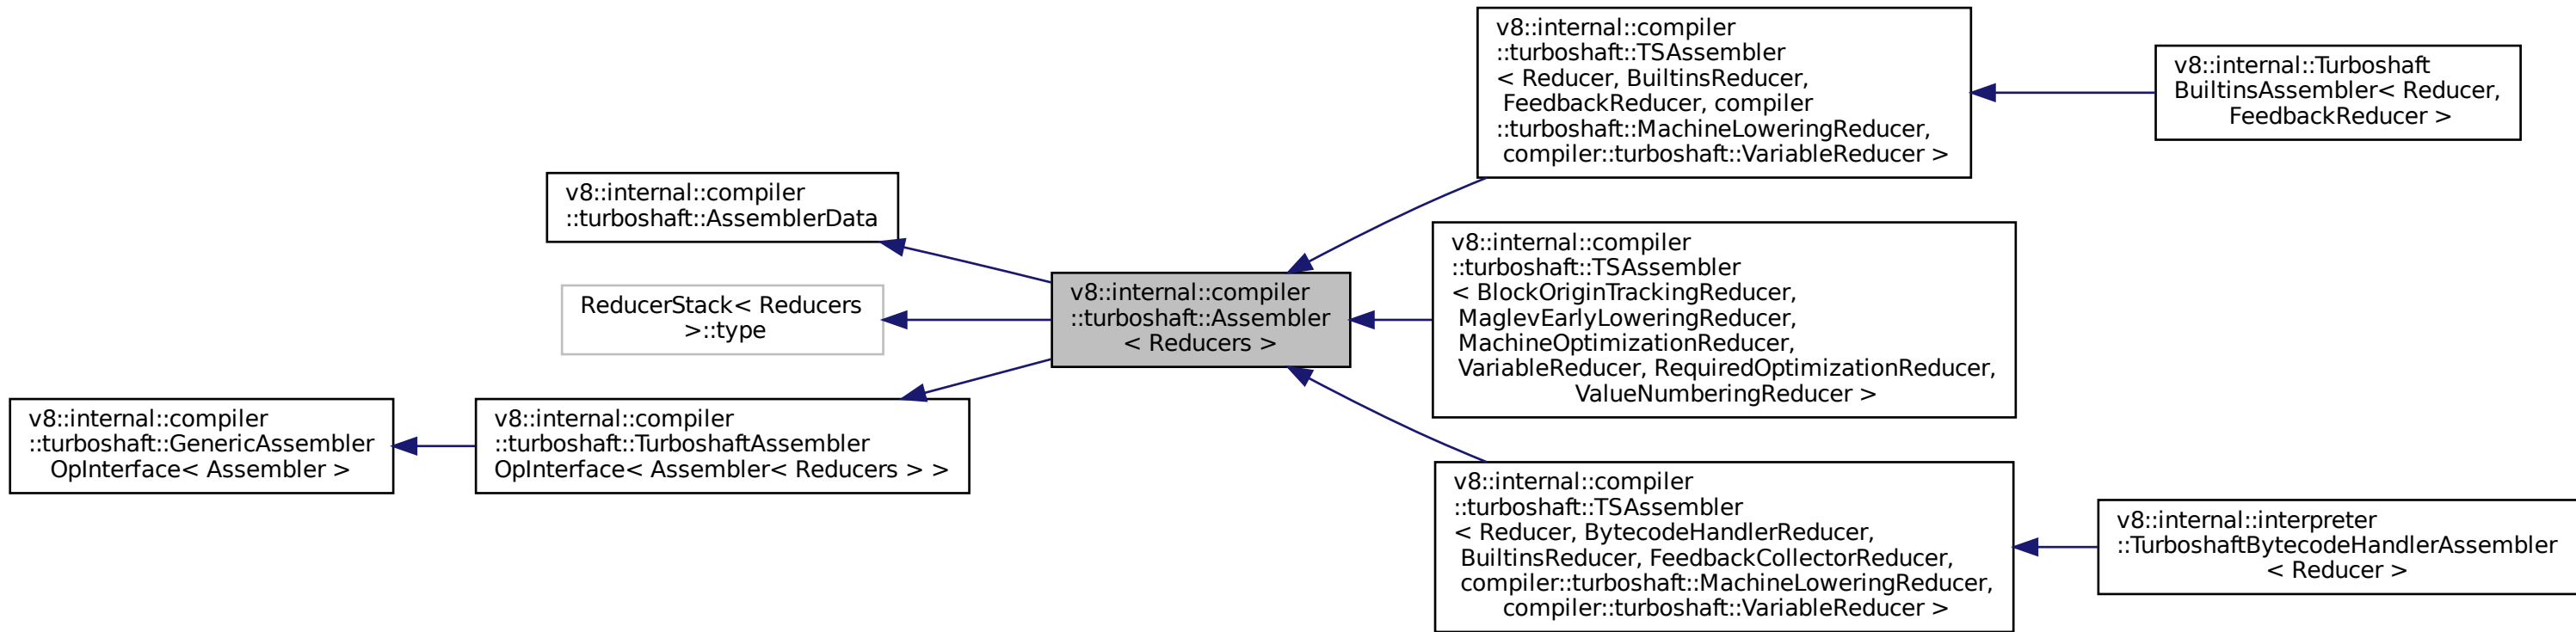 v8::internal::compiler
::turboshaft::GenericAssembler
OpInterface< Assembler >
v8::internal::compiler
::turboshaft::AssemblerData
ReducerStack< Reducers
>::type
v8::internal::compiler
::turboshaft::TurboshaftAssembler
OpInterface< Assembler< Reducers > >
v8::internal::compiler
::turboshaft::Assembler
< Reducers >
v8::internal::compiler
::turboshaft::TSAssembler
< Reducer, BuiltinsReducer,
FeedbackReducer, compiler
::turboshaft::MachineLoweringReducer,
compiler::turboshaft::VariableReducer >
v8::internal::compiler
::turboshaft::TSAssembler
< BlockOriginTrackingReducer,
MaglevEarlyLoweringReducer,
MachineOptimizationReducer,
VariableReducer, RequiredOptimizationReducer,
ValueNumberingReducer >
v8::internal::compiler
::turboshaft::TSAssembler
< Reducer, BytecodeHandlerReducer,
BuiltinsReducer, FeedbackCollectorReducer,
compiler::turboshaft::MachineLoweringReducer,
compiler::turboshaft::VariableReducer >
v8::internal::Turboshaft
BuiltinsAssembler< Reducer,
FeedbackReducer >
v8::internal::interpreter
::TurboshaftBytecodeHandlerAssembler
< Reducer >